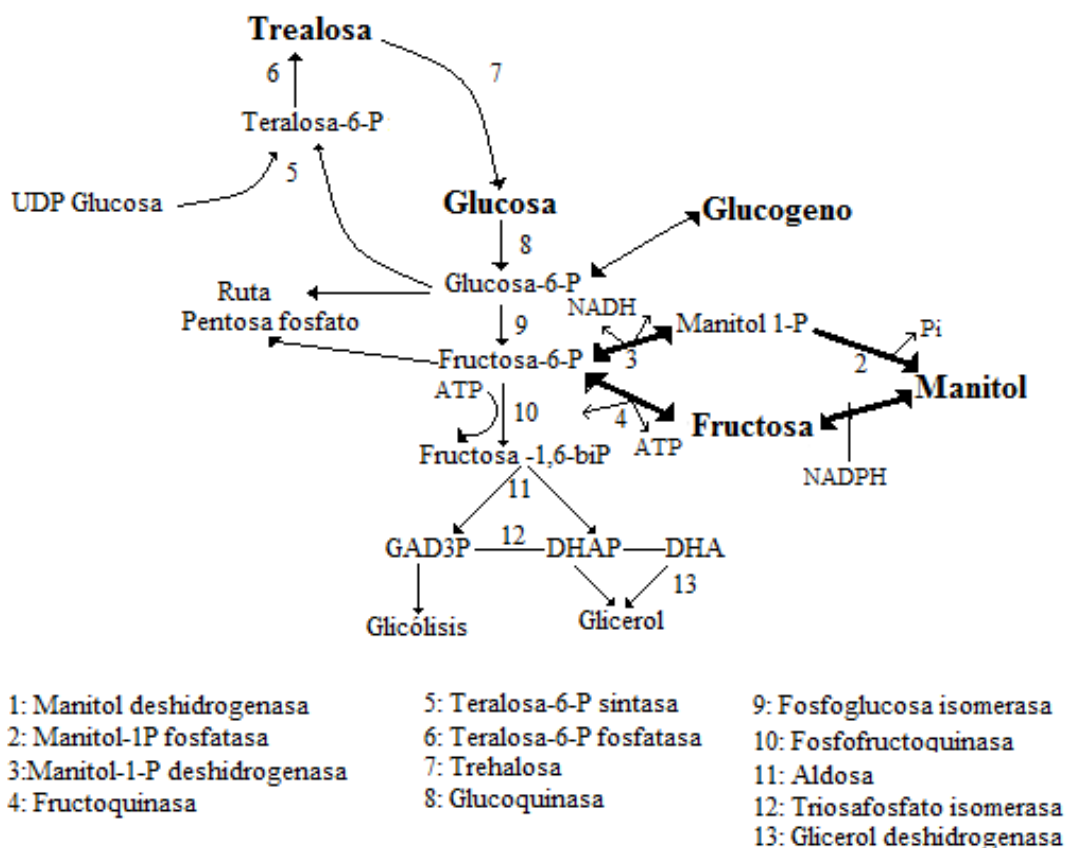 Trealosa
6
7
Teralosa-6-P
5
UDP Glucosa
Glucosa
Glucogeno
8
Glucosa-6-P
Ruta
Pentosa fosfato
NADH
9
3
Manitol 1-P
Pi
2
Fructosa-6-P
ATP
10
4
ATP
Manitol
Fructosa
NADPH
Fructosa -1,6-biP
11
GAD3P
12
DHAP
DHA
13
Glicólisis
Glicerol
1: Manitol deshidrogenasa
2: Manitol-1P fosfatasa
3:Manitol-1-P deshidrogenasa
4: Fructoquinasa
5: Teralosa-6-P sintasa
6: Teralosa-6-P fosfatasa
7: Trehalosa
8: Glucoquinasa
9: Fosfoglucosa isomerasa
10: Fosfofructoquinasa
11: Aldosa
12: Triosafosfato isomerasa
13: Glicerol deshidrogenasa